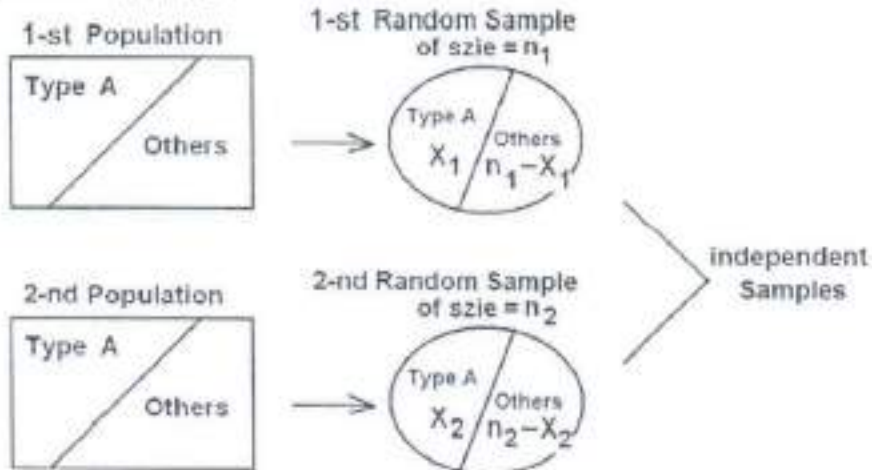 1-st Population
1-st Random Sample
of szie = n₁
Type A
Others
Type A
X₁
Others
n₁−X₁
independent
Samples
2-nd Population
2-nd Random Sample
of szie = n₂
Type A
Others
Type A
X₂
Others
n₂−X₂